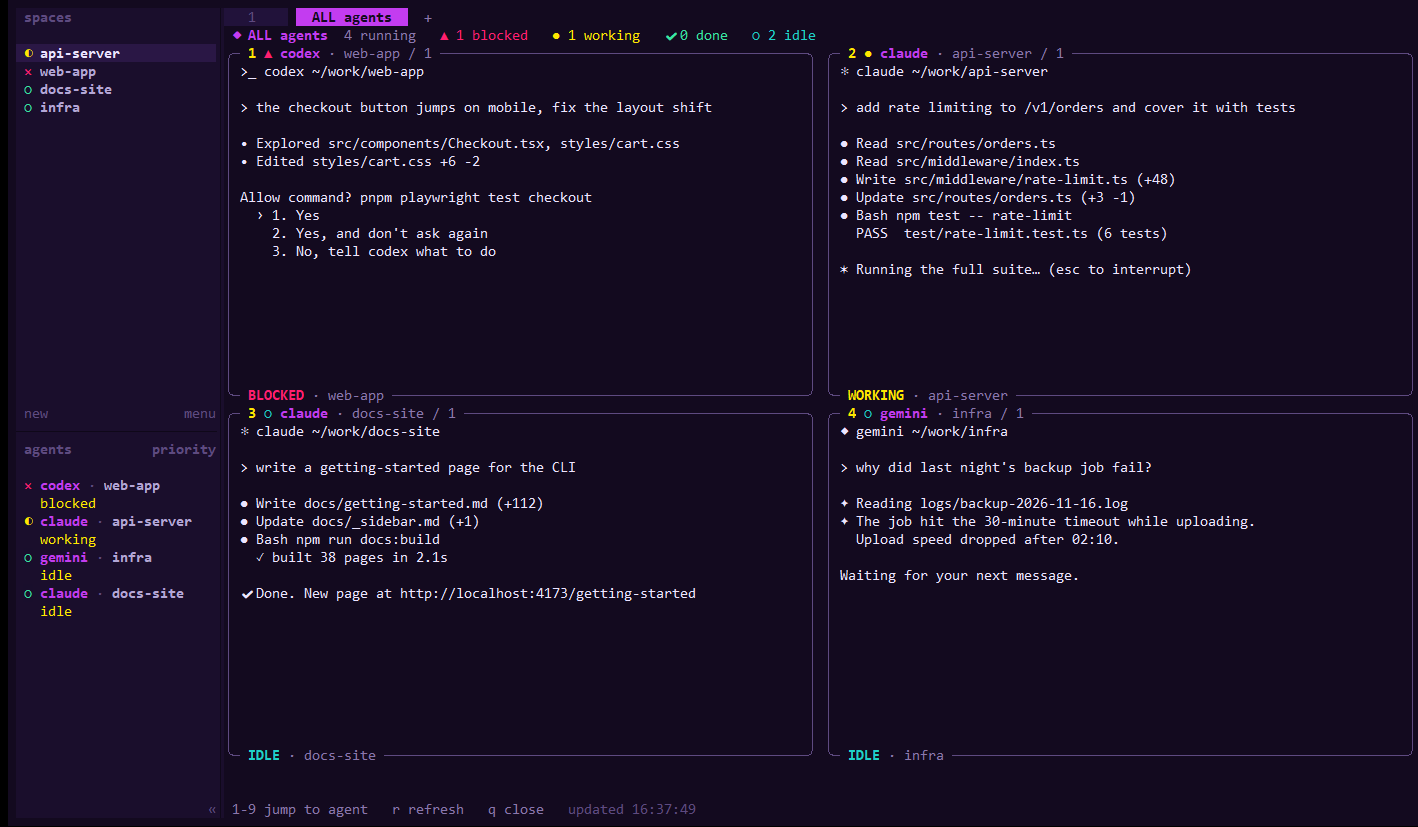 spaces
api-server
web-app
docs-site
infra
new menu
agents priority
codex · web-app
blocked
claude · api-server
working
gemini · infra
idle
claude · docs-site
idle
«
1 ALL agents +
◆ ALL agents 4 running ▲ 1 blocked ● 1 working ✔0 done ○ 2 idle
1 ▲ codex · web-app / 1
>_ codex ~/work/web-app
> the checkout button jumps on mobile, fix the layout shift
• Explored src/components/Checkout.tsx, styles/cart.css
• Edited styles/cart.css +6 -2
Allow command? pnpm playwright test checkout
› 1. Yes
2. Yes, and don't ask again
3. No, tell codex what to do
BLOCKED · web-app
2 ● claude · api-server / 1
* claude ~/work/api-server
> add rate limiting to /v1/orders and cover it with tests
● Read src/routes/orders.ts
● Read src/middleware/index.ts
● Write src/middleware/rate-limit.ts (+48)
● Update src/routes/orders.ts (+3 -1)
● Bash npm test -- rate-limit
PASS test/rate-limit.test.ts (6 tests)
* Running the full suite… (esc to interrupt)
WORKING · api-server
3 ○ claude · docs-site / 1
* claude ~/work/docs-site
> write a getting-started page for the CLI
● Write docs/getting-started.md (+112)
● Update docs/_sidebar.md (+1)
● Bash npm run docs:build
✓ built 38 pages in 2.1s
✔Done. New page at http://localhost:4173/getting-started
IDLE · docs-site
4 ○ gemini · infra / 1
◆ gemini ~/work/infra
> why did last night's backup job fail?
✦ Reading logs/backup-2026-11-16.log
✦ The job hit the 30-minute timeout while uploading.
Upload speed dropped after 02:10.
Waiting for your next message.
IDLE · infra
1-9 jump to agent r refresh q close updated 16:37:49